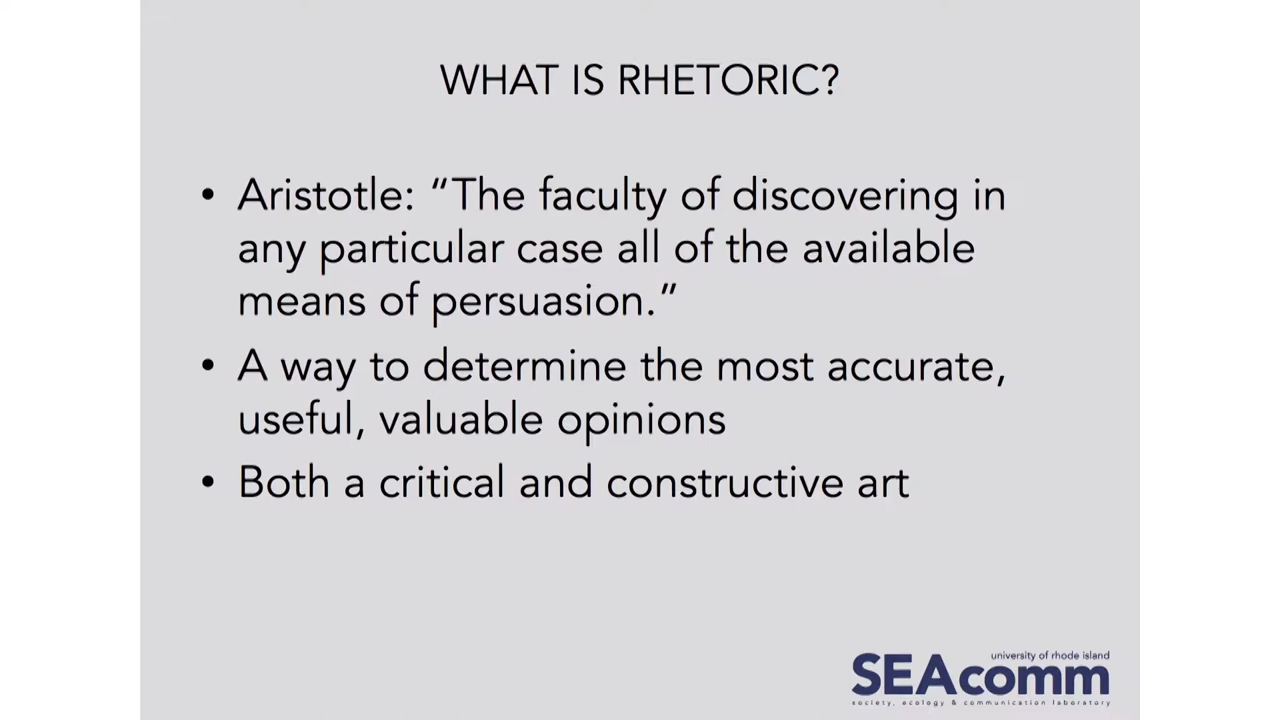 WHAT IS RHETORIC?
• Aristotle: “The faculty of discovering in
any particular case all of the available
means of persuasion.”
• A way to determine the most accurate,
useful, valuable opinions
• Both a critical and constructive art
university of rhode island
SEAcomm
society, ecology & communication laboratory